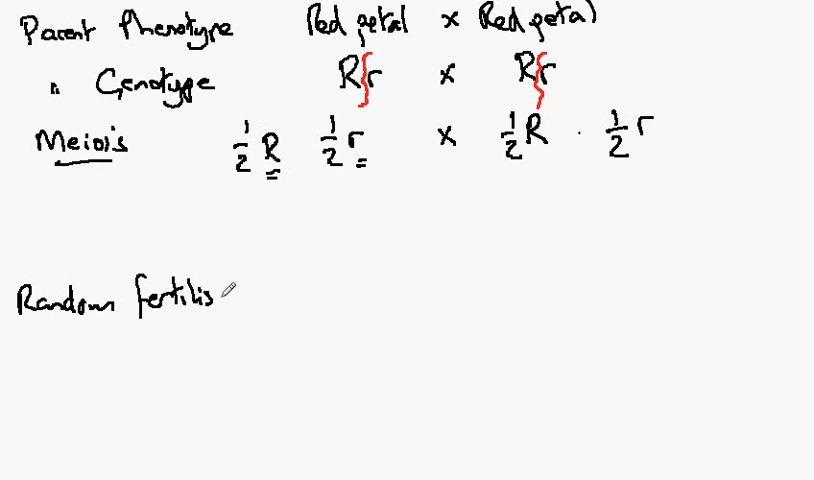 Parent Phenotype Red petal x Red petal
" Genotype Rr x Rr
Meiois 1/2 R 1/2 r x 1/2 R . 1/2 r
Random fertilis